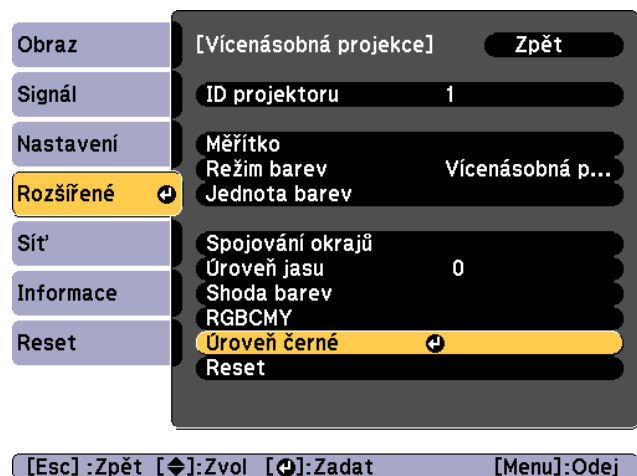 Obraz
Signál
Nastavení
Rozšířené
Síť
Informace
Reset
[Vícenásobná projekce] Zpět
ID projektoru 1
Měřítko
Režim barev Vícenásobná p...
Jednota barev
Spojování okrajů
Úroveň jasu 0
Shoda barev
RGBCMY
Úroveň černé
Reset
[Esc] :Zpět [◆]:Zvol [⏎]:Zadat [Menu]:Odej